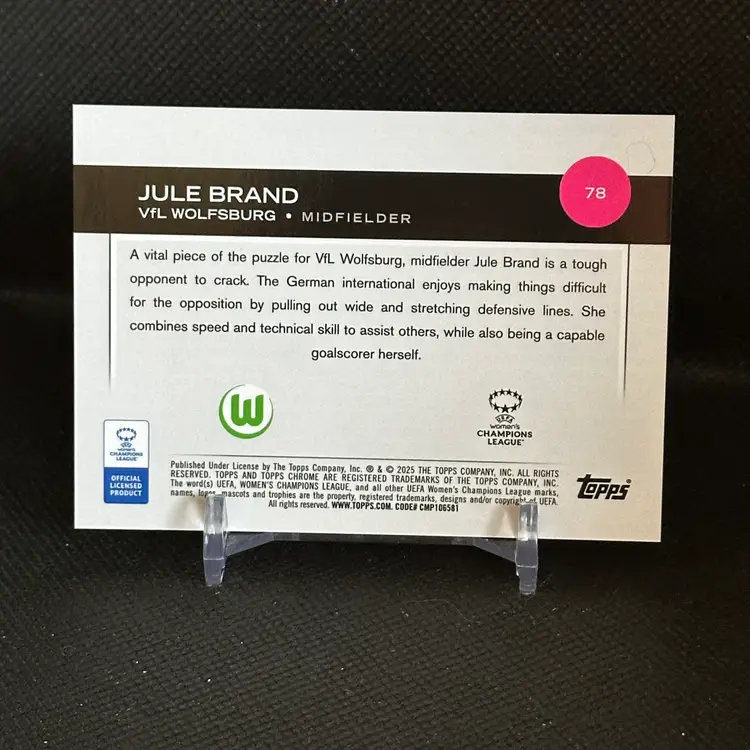 JULE BRAND
VfL WOLFSBURG • MIDFIELDER
78
A vital piece of the puzzle for VfL Wolfsburg, midfielder Jule Brand is a tough
opponent to crack. The German international enjoys making things difficult
for the opposition by pulling out wide and stretching defensive lines. She
combines speed and technical skill to assist others, while also being a capable
goalscorer herself.
W
UEFA
women's
CHAMPIONS
LEAGUE
women's
CHAMPIONS
LEAGUE
OFFICIAL
LICENSED
PRODUCT
Published Under License by The Topps Company, Inc. ® & © 2025 THE TOPPS COMPANY, INC. ALL RIGHTS
RESERVED. TOPPS AND TOPPS CHROME ARE REGISTERED TRADEMARKS OF THE TOPPS COMPANY, INC.
The word(s) UEFA, WOMEN'S CHAMPIONS LEAGUE, and all other UEFA Women's Champions League marks,
names, logos, mascots and trophies are the property, registered trademarks, designs and/or copyright of UEFA.
All rights reserved. WWW.TOPPS.COM. CODE# CMP106581
topps